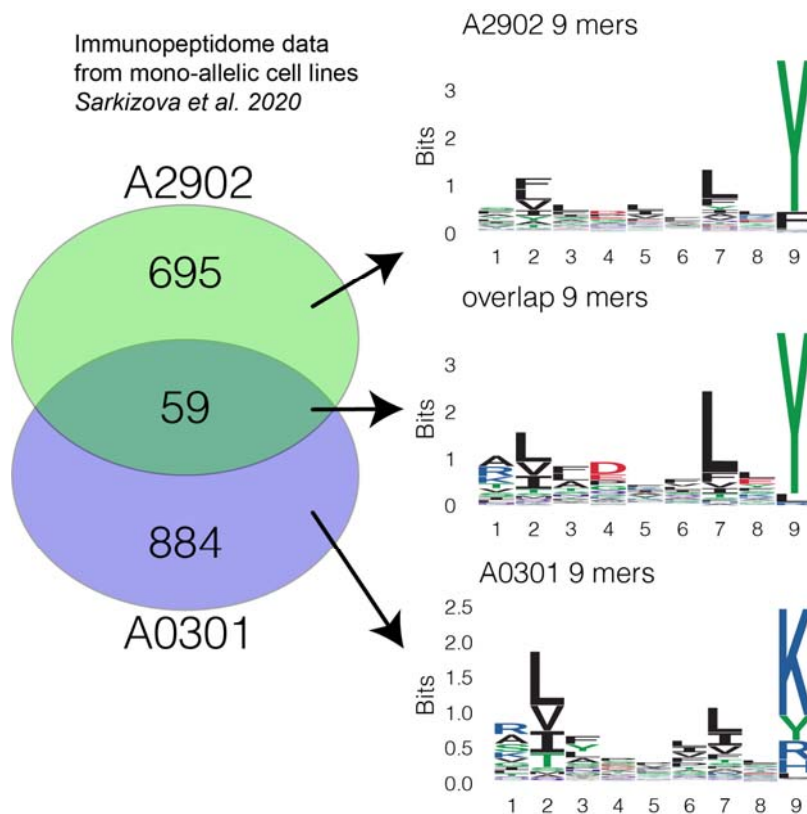 Immunopeptidome data
from mono-allelic cell lines
Sarkizova et al. 2020
A2902
695
59
884
A0301
A2902 9 mers
Bits
3
2
1
0
1 2 3 4 5 6 7 8 9
overlap 9 mers
Bits
3
2
1
0
1 2 3 4 5 6 7 8 9
A0301 9 mers
Bits
2.5
2.0
1.5
1.0
0.5
0.0
1 2 3 4 5 6 7 8 9